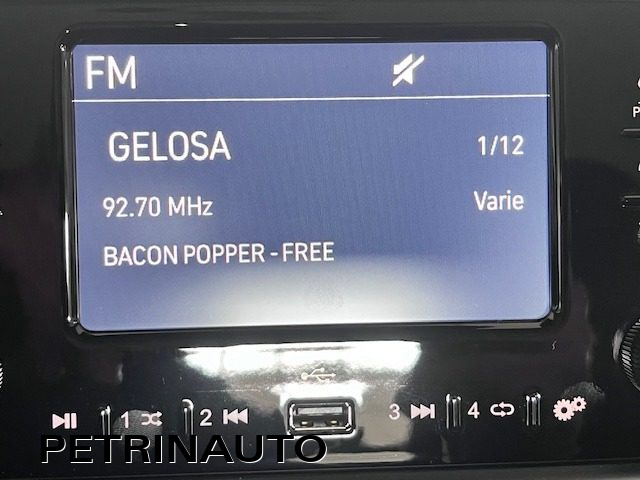 FM
GELOSA 1/12
92.70 MHz Varie
BACON POPPER - FREE
1 2 3 4
PETRINAUTO